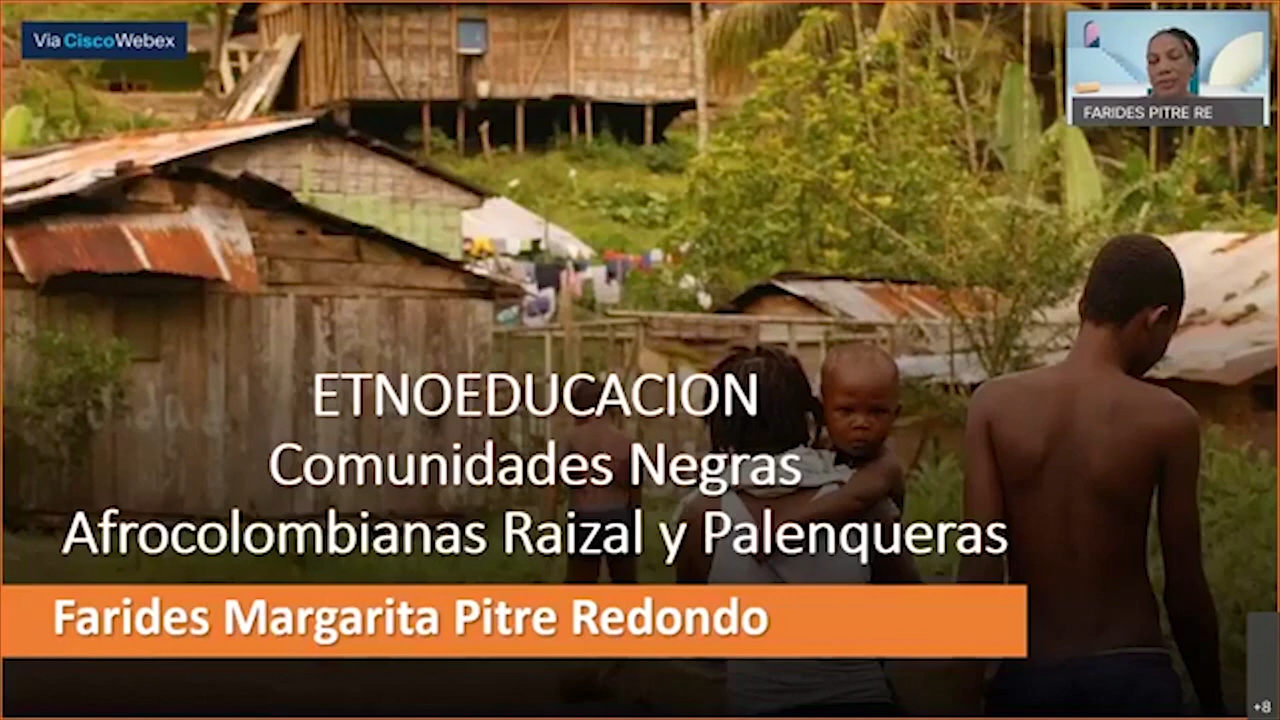 Via CiscoWebex
FARIDES PITRE RE
ETNOEDUCACION
Comunidades Negras
Afrocolombianas Raizal y Palenqueras
Farides Margarita Pitre Redondo
+8